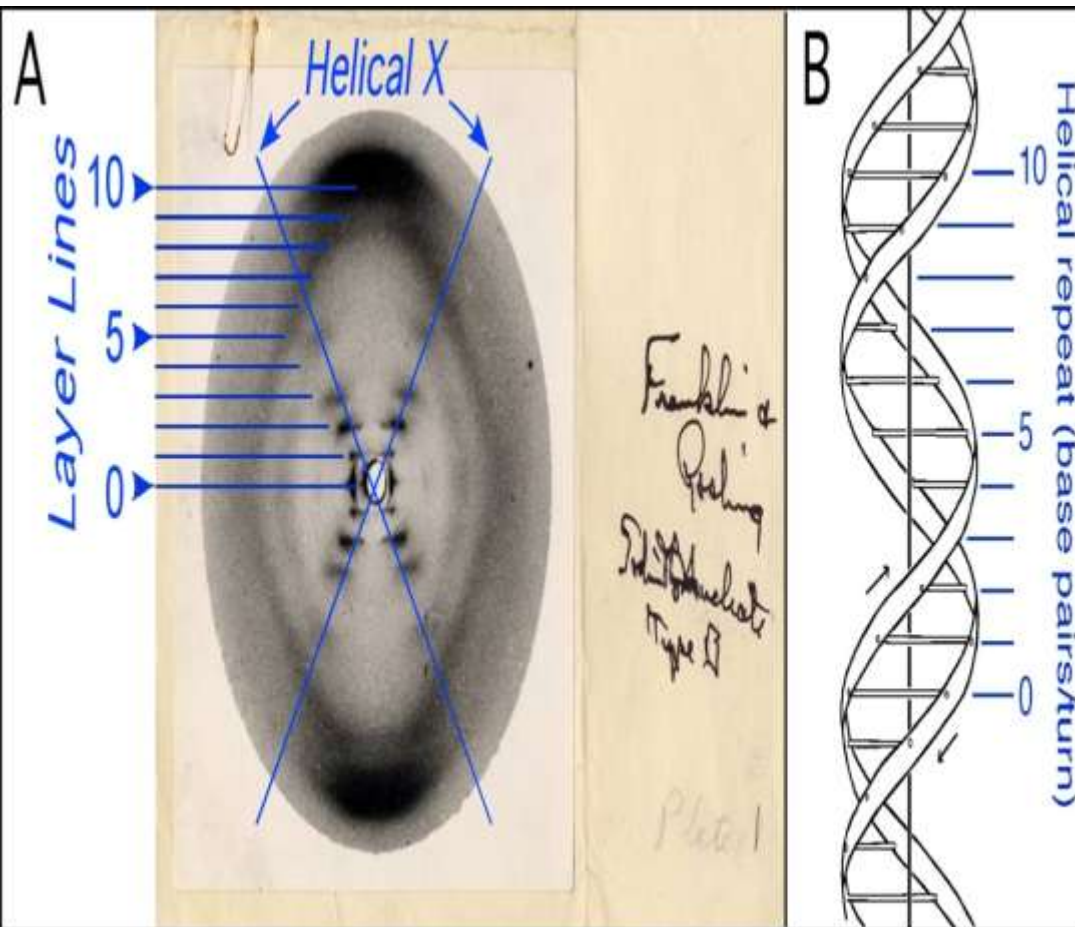 A
Helical X
Layer Lines
10
5
0
Franklin &
Gosling
Type B
Plate 1
B
10
5
0
Helical repeat (base pairs/turn)